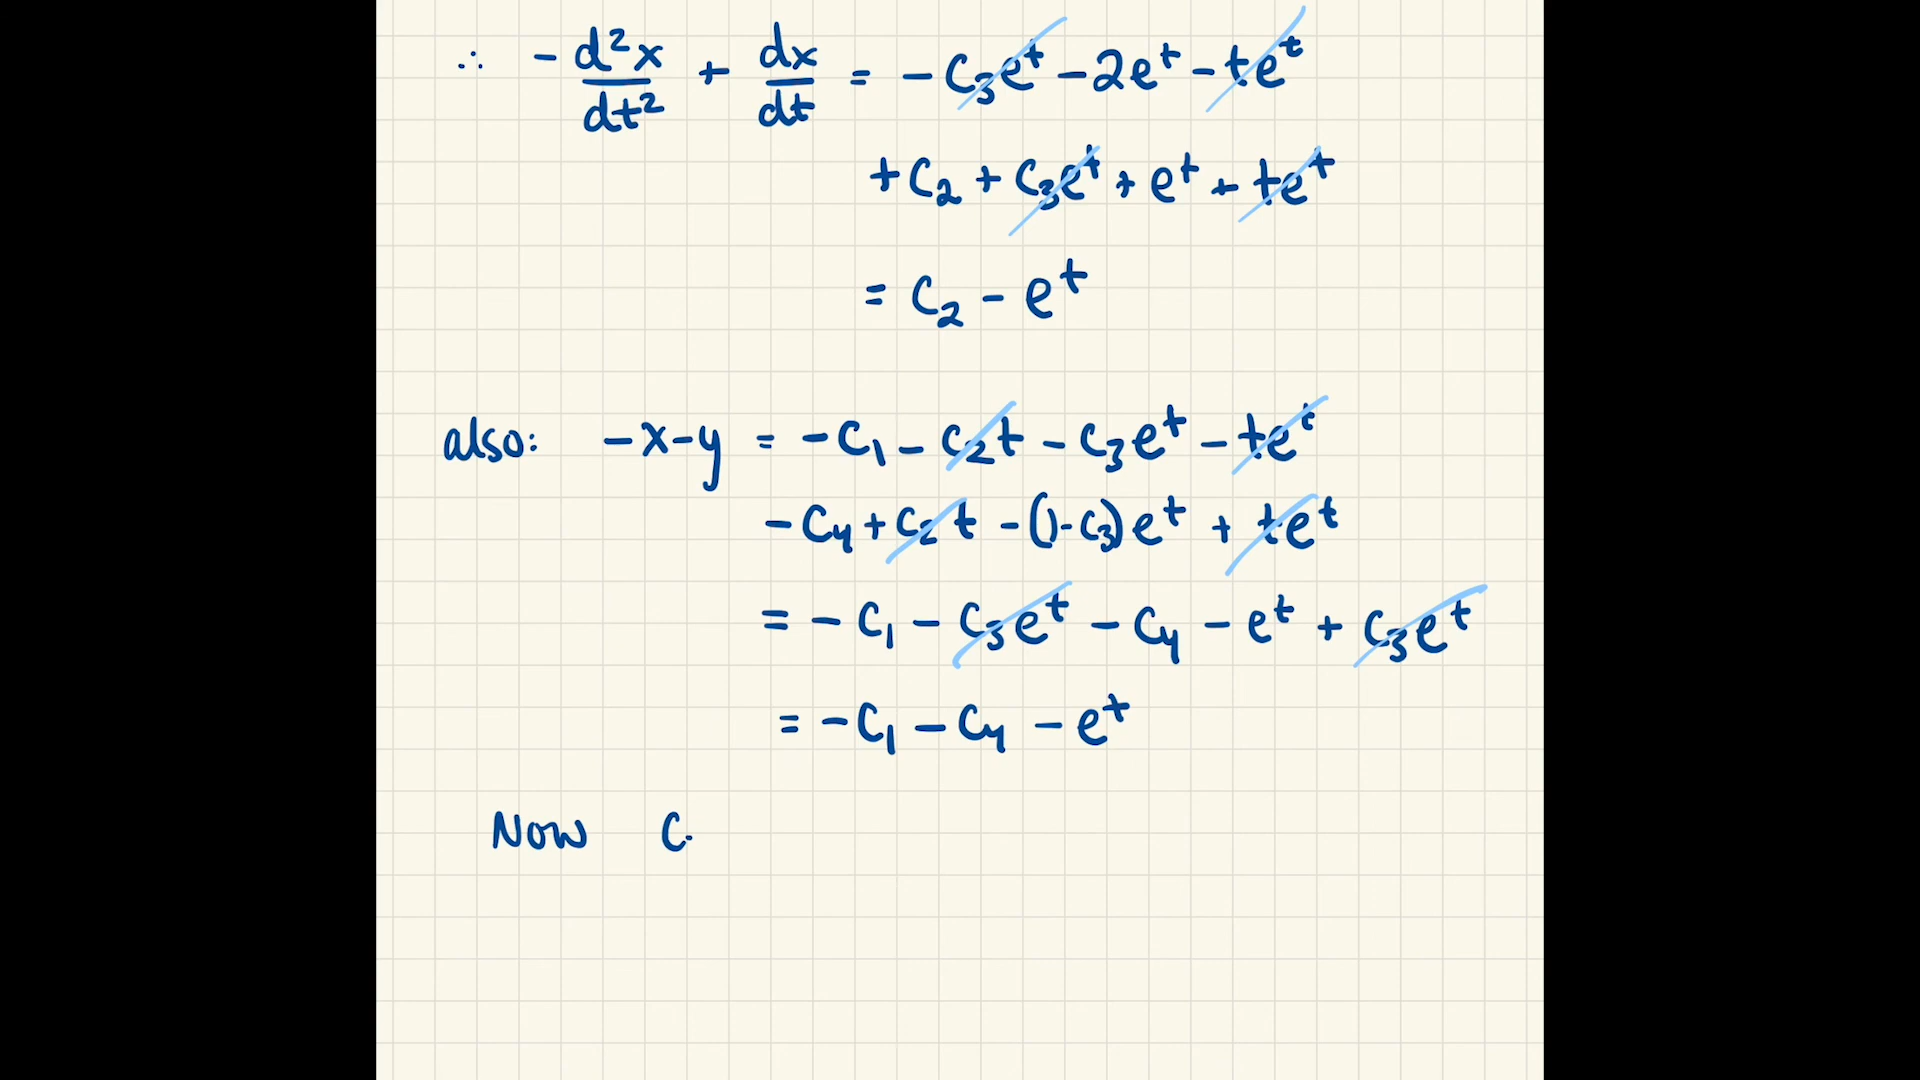 ∴ - d²x/dt² + dx/dt = - C₃eᵗ - 2eᵗ - teᵗ
+ C₂ + C₃eᵗ + eᵗ + teᵗ
= C₂ - eᵗ
also: -x-y = -C₁ - C₂t - C₃eᵗ - teᵗ
- C₄ + C₂t - (1-C₃)eᵗ + teᵗ
= - C₁ - C₃eᵗ - C₄ - eᵗ + C₃eᵗ
= - C₁ - C₄ - eᵗ
Now C